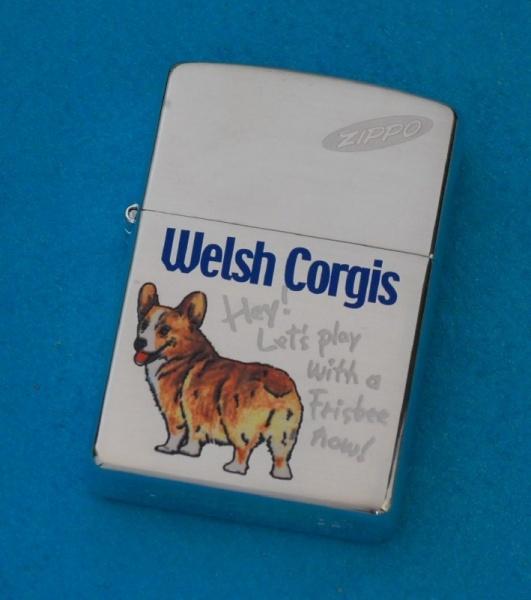 ZIPPO
Welsh Corgis
Hey!
Let's play
with a
Frisbee
now!